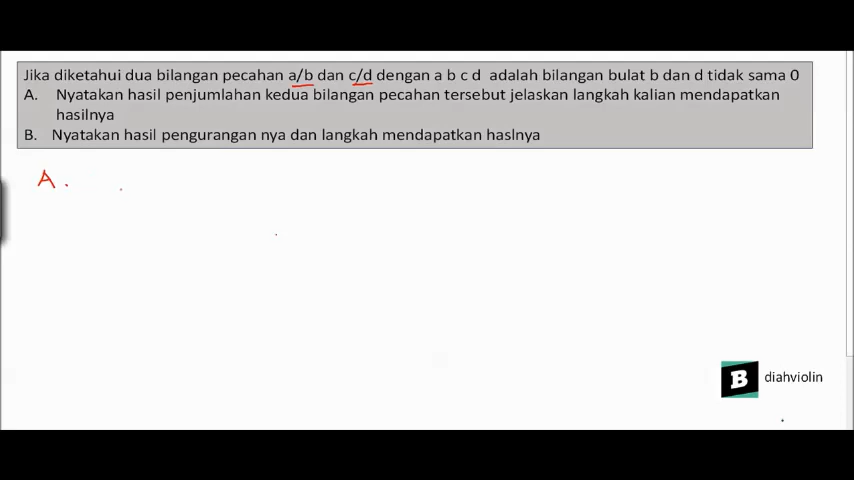 Jika diketahui dua bilangan pecahan a/b dan c/d dengan a b c d adalah bilangan bulat b dan d tidak sama 0
A. Nyatakan hasil penjumlahan kedua bilangan pecahan tersebut jelaskan langkah kalian mendapatkan
hasilnya
B. Nyatakan hasil pengurangan nya dan langkah mendapatkan haslnya
A.
B diahviolin